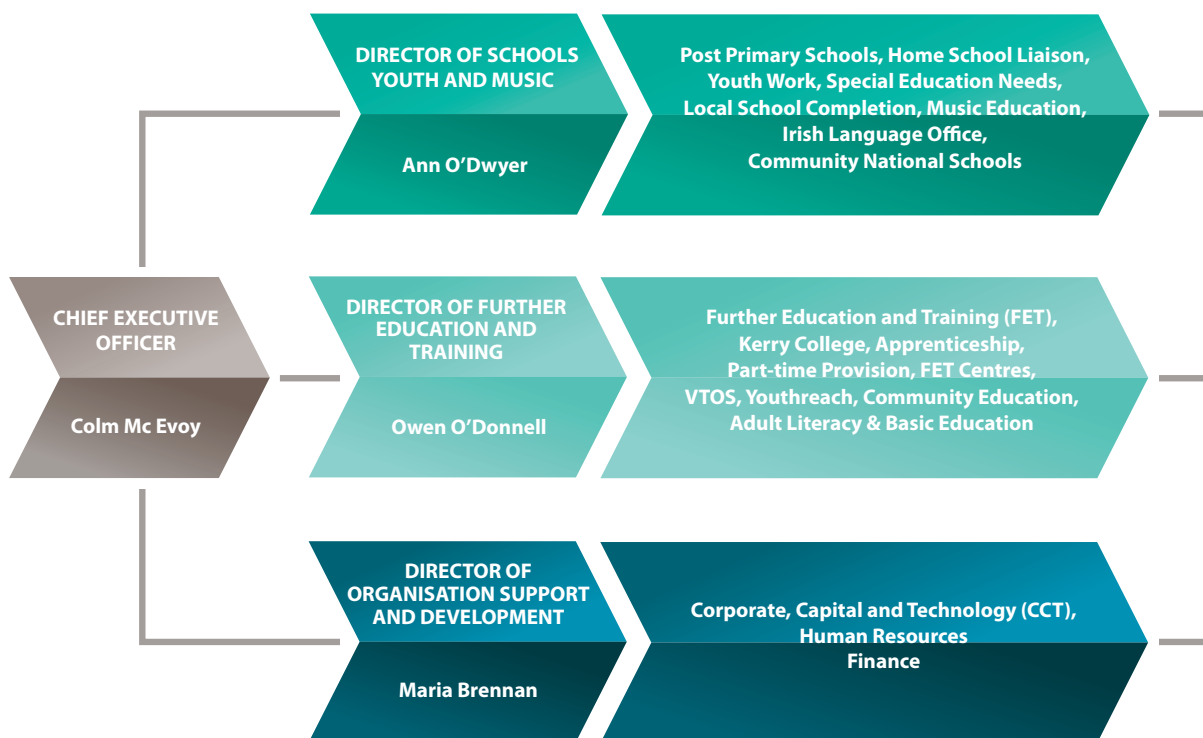 DIRECTOR OF SCHOOLS
YOUTH AND MUSIC
Ann O’Dwyer
Post Primary Schools, Home School Liaison,
Youth Work, Special Education Needs,
Local School Completion, Music Education,
Irish Language Office,
Community National Schools
CHIEF EXECUTIVE
OFFICER
Colm Mc Evoy
DIRECTOR OF FURTHER
EDUCATION AND
TRAINING
Owen O’Donnell
Further Education and Training (FET),
Kerry College, Apprenticeship,
Part-time Provision, FET Centres,
VTOS, Youthreach, Community Education,
Adult Literacy & Basic Education
DIRECTOR OF
ORGANISATION SUPPORT
AND DEVELOPMENT
Maria Brennan
Corporate, Capital and Technology (CCT),
Human Resources
Finance